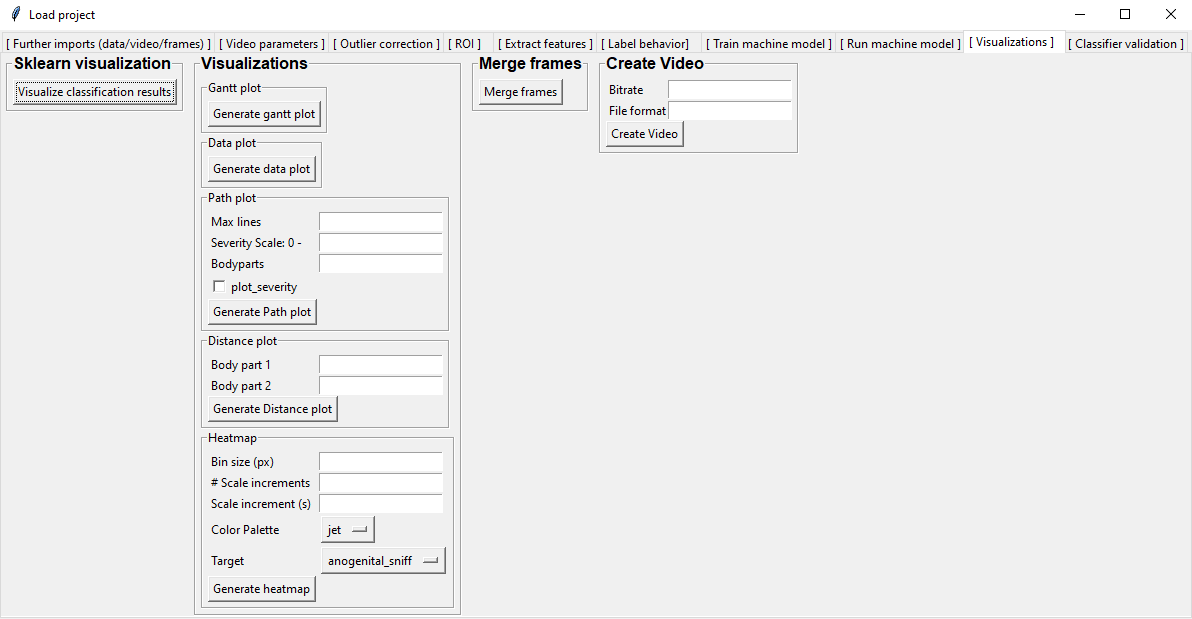 Load project
[ Further imports (data/video/frames) ] [ Video parameters ] [ Outlier correction ] [ ROI ] [ Extract features ] [ Label behavior] [ Train machine model ] [ Run machine model ] [ Visualizations ] [ Classifier validation ]
Sklearn visualization
Visualize classification results
Visualizations
Gantt plot
Generate gantt plot
Data plot
Generate data plot
Path plot
Max lines
Severity Scale: 0 -
Bodyparts
plot_severity
Generate Path plot
Distance plot
Body part 1
Body part 2
Generate Distance plot
Heatmap
Bin size (px)
# Scale increments
Scale increment (s)
Color Palette jet
Target anogenital_sniff
Generate heatmap
Merge frames
Merge frames
Create Video
Bitrate
File format
Create Video